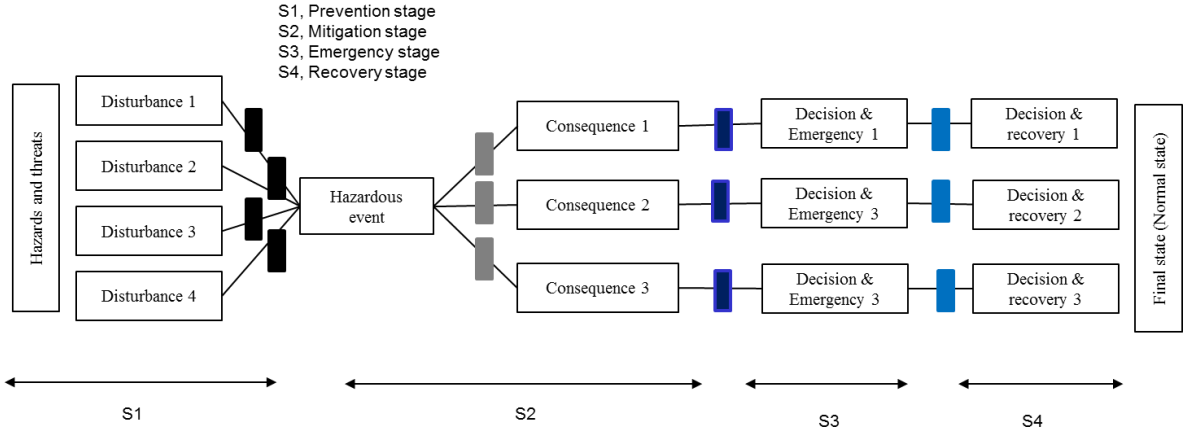 S1, Prevention stage
S2, Mitigation stage
S3, Emergency stage
S4, Recovery stage
Hazards and threats
Disturbance 1
Disturbance 2
Disturbance 3
Disturbance 4
Hazardous
event
Consequence 1
Consequence 2
Consequence 3
Decision &
Emergency 1
Decision &
Emergency 3
Decision &
Emergency 3
Decision &
recovery 1
Decision &
recovery 2
Decision &
recovery 3
Final state (Normal state)
S1
S2
S3
S4